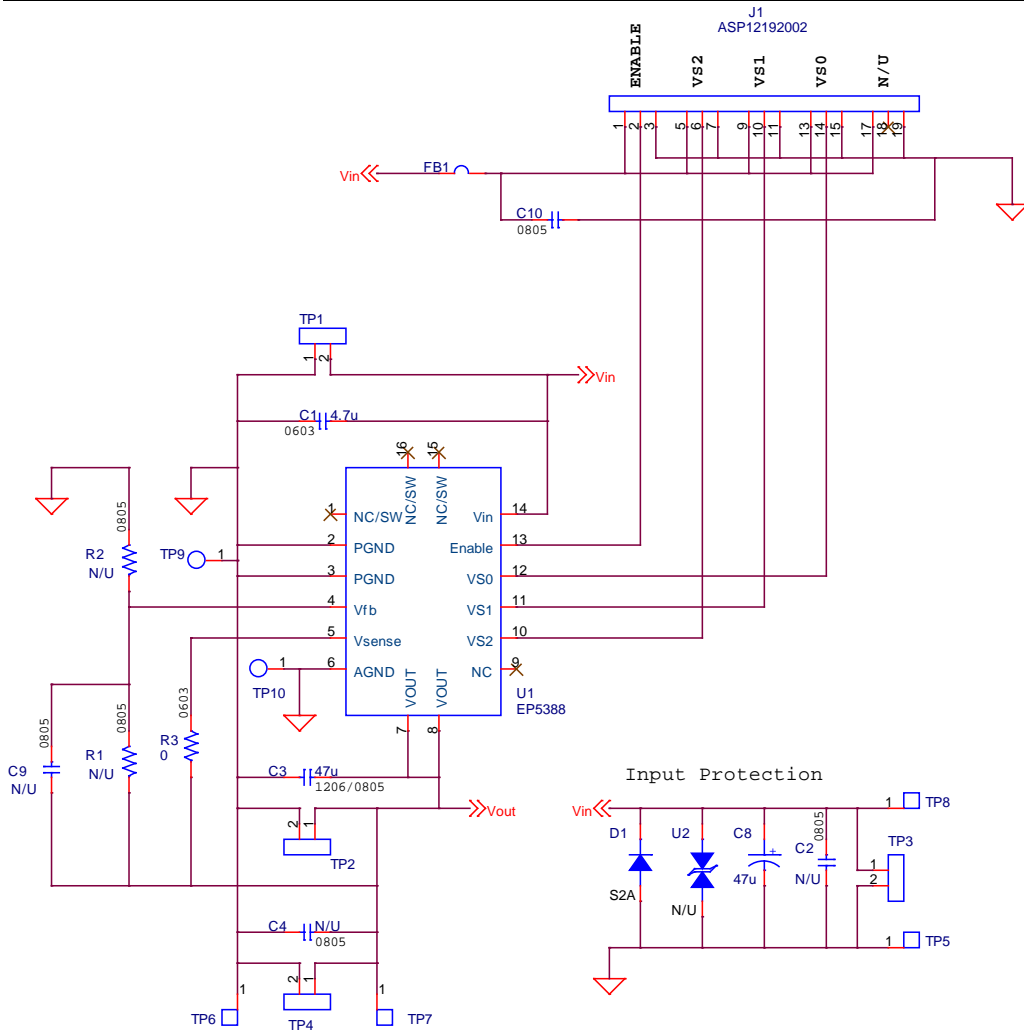 J1
ASP12192002
ENABLE
VS2
VS1
VS0
N/U
1
2
3
5
6
7
9
10
11
13
14
15
17
18
19
Vin
FB1
C10
0805
TP1
1
2
Vin
C1
4.7u
0603
16
15
NC/SW
NC/SW
1
NC/SW
Vin
14
2
PGND
Enable
13
3
PGND
VS0
12
4
Vfb
VS1
11
5
Vsense
VS2
10
6
AGND
NC
9
VOUT
VOUT
7
8
U1
EP5388
0805
R2
N/U
TP9
1
1
TP10
0603
R3
0
0805
C9
N/U
0805
R1
N/U
C3
47u
1206/0805
Vout
2
1
TP2
C4
N/U
0805
2
1
TP4
1
TP6
1
TP7
Input Protection
Vin
1
TP8
D1
S2A
U2
N/U
C8
+
47u
0805
C2
N/U
TP3
1
2
1
TP5